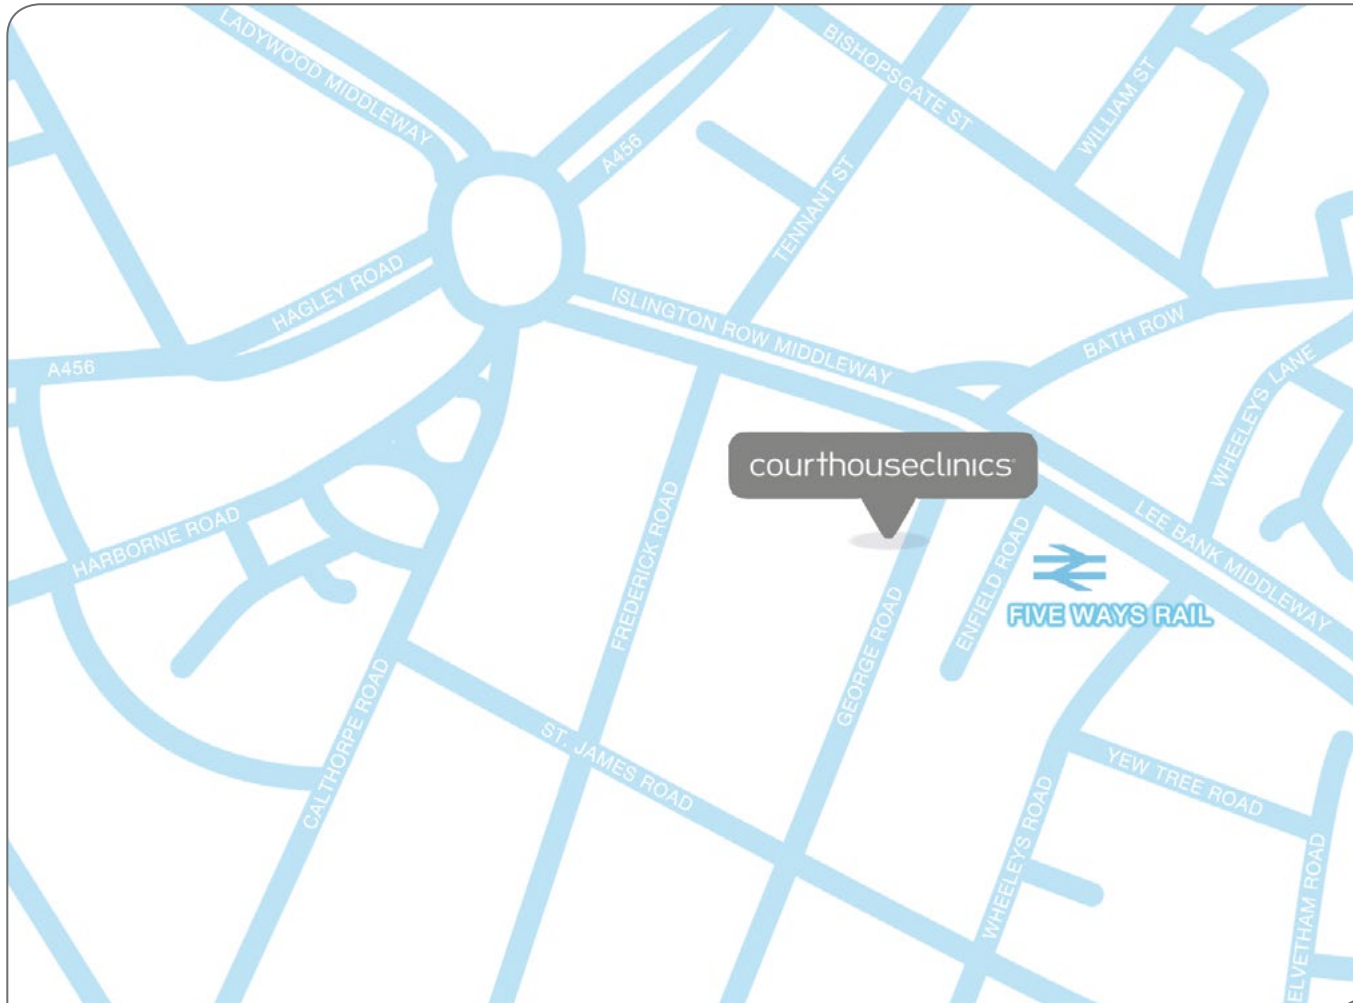 LADYWOOD MIDDLEWAY
BISHOPSGATE ST
WILLIAM ST
A456
TENNANT ST
HAGLEY ROAD
ISLINGTON ROW MIDDLEWAY
BATH ROW
A456
WHEELEYS LANE
courthouseclinics
HARBORNE ROAD
FREDERICK ROAD
ENFIELD ROAD
LEE BANK MIDDLEWAY
FIVE WAYS RAIL
GEORGE ROAD
CALTHORPE ROAD
ST. JAMES ROAD
YEW TREE ROAD
WHEELEYS ROAD
ELVETHAM ROAD